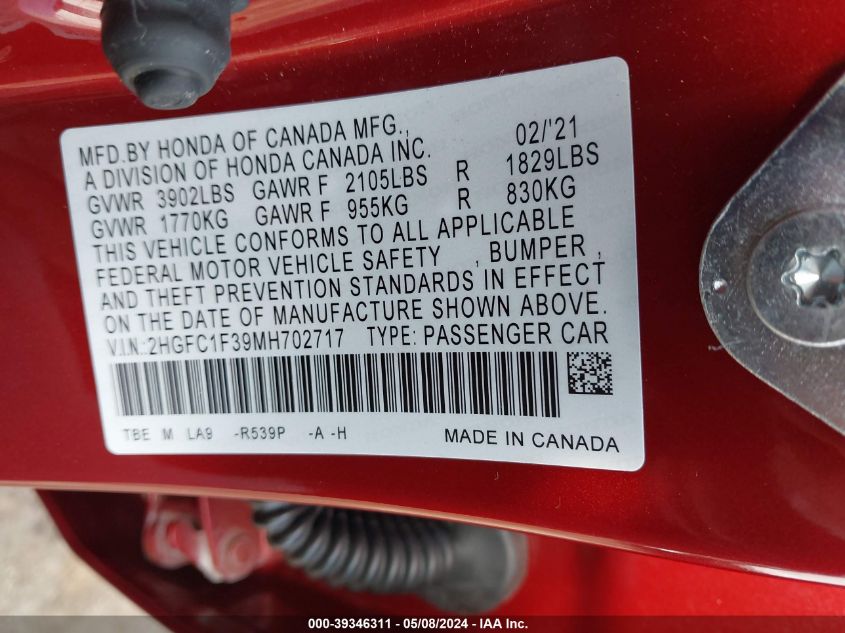 MFD.BY HONDA OF CANADA MFG., 02/'21
A DIVISION OF HONDA CANADA INC.
GVWR 3902LBS GAWR F 2105LBS R 1829LBS
GVWR 1770KG GAWR F 955KG R 830KG
THIS VEHICLE CONFORMS TO ALL APPLICABLE
FEDERAL MOTOR VEHICLE SAFETY , BUMPER ,
AND THEFT PREVENTION STANDARDS IN EFFECT
ON THE DATE OF MANUFACTURE SHOWN ABOVE.
V.I.N.:2HGFC1F39MH702717 TYPE: PASSENGER CAR
TBE M LA9 -R539P -A -H MADE IN CANADA
000-39346311 - 05/08/2024 - IAA Inc.